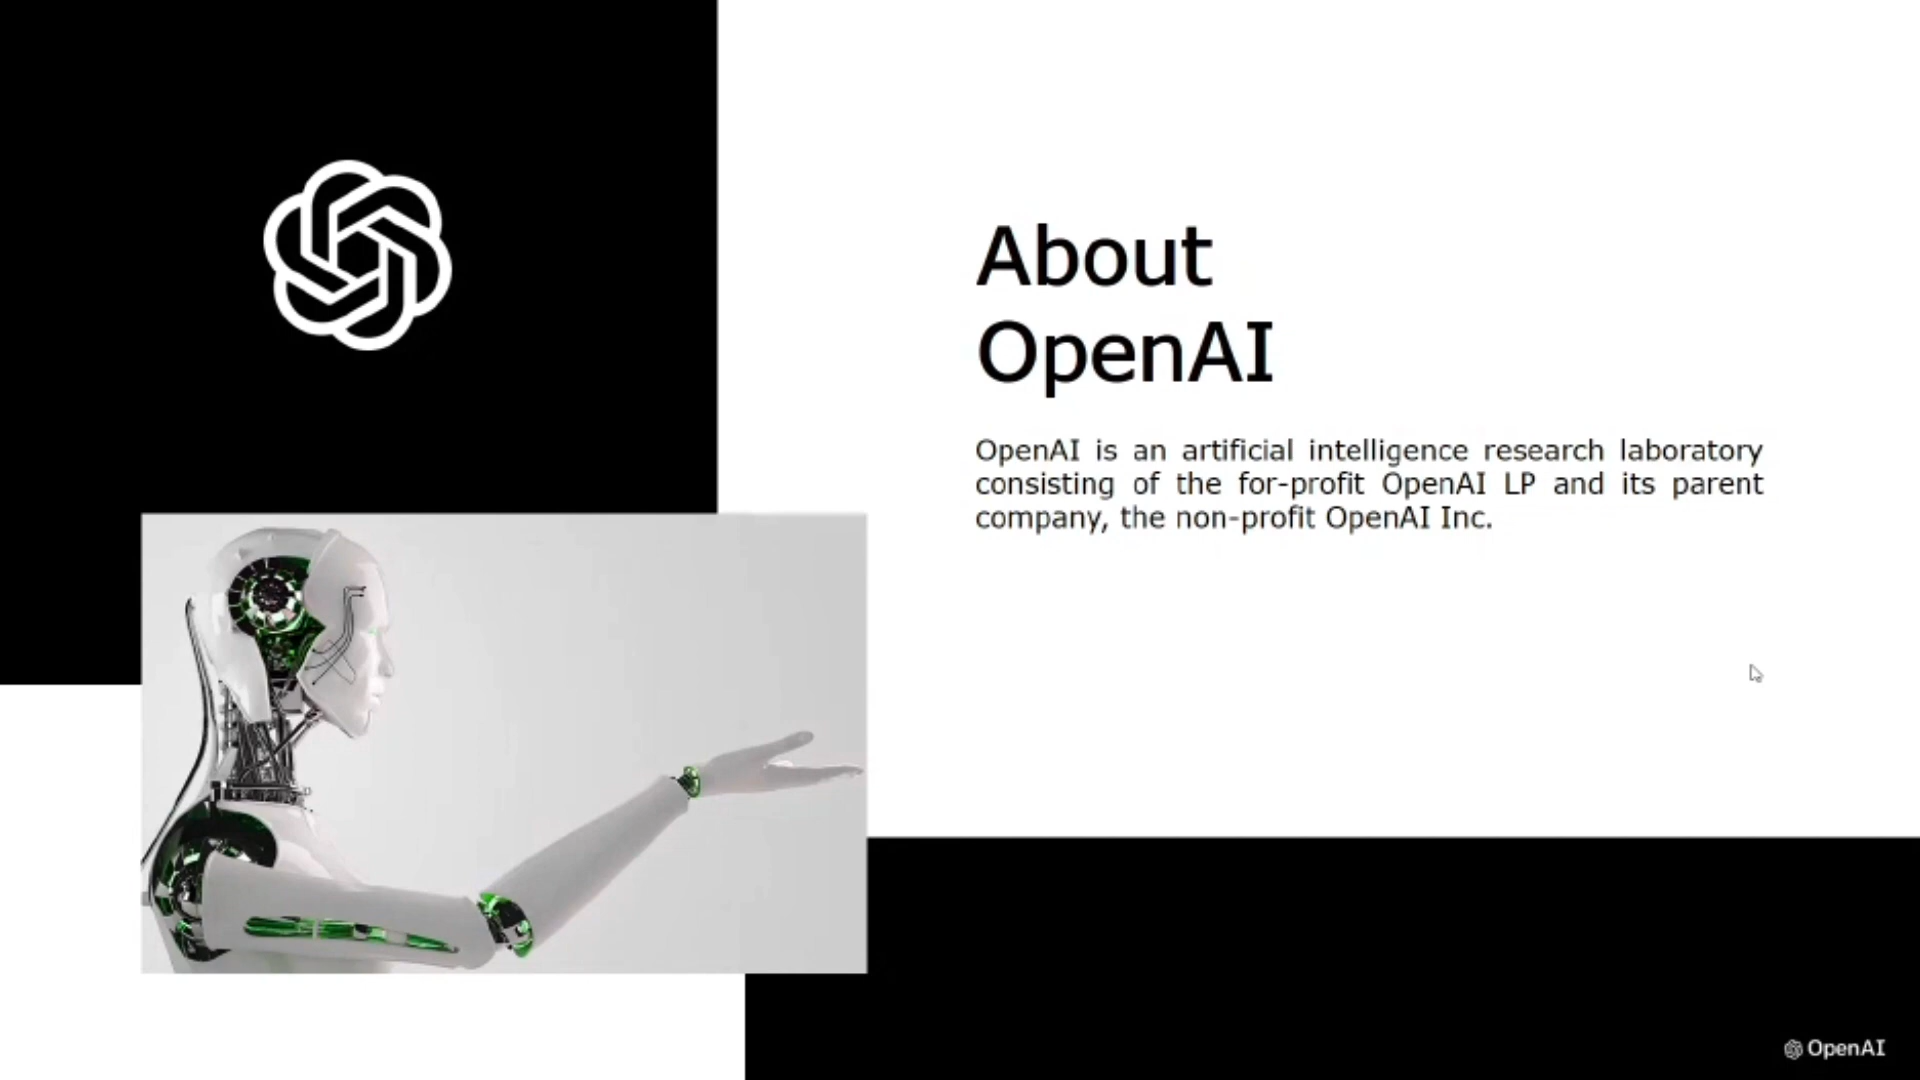 About
OpenAI
OpenAI is an artificial intelligence research laboratory
consisting of the for-profit OpenAI LP and its parent
company, the non-profit OpenAI Inc.
OpenAI